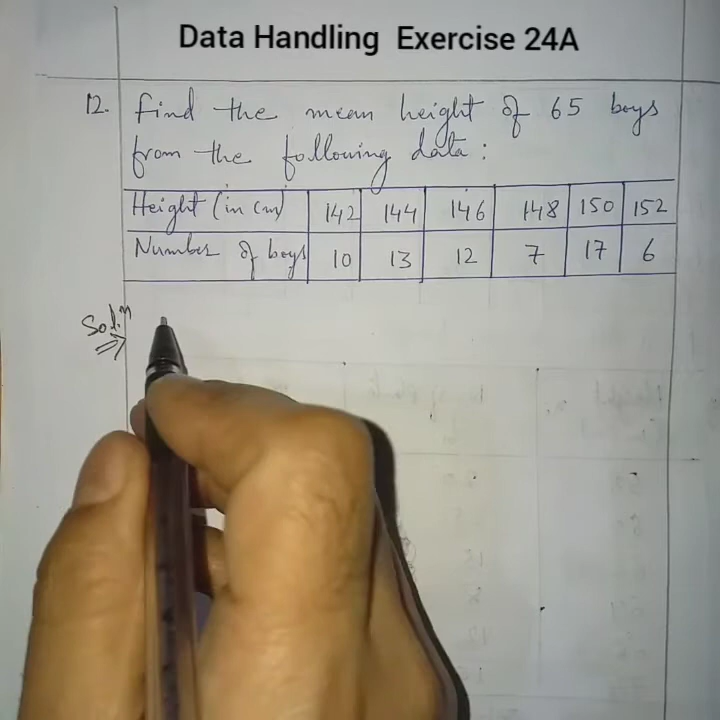 Data Handling Exercise 24A
12. Find the mean height of 65 boys
from the following data:
Height (in cm) 142 144 146 148 150 152
Number of boys 10 13 12 7 17 6
Sol.n